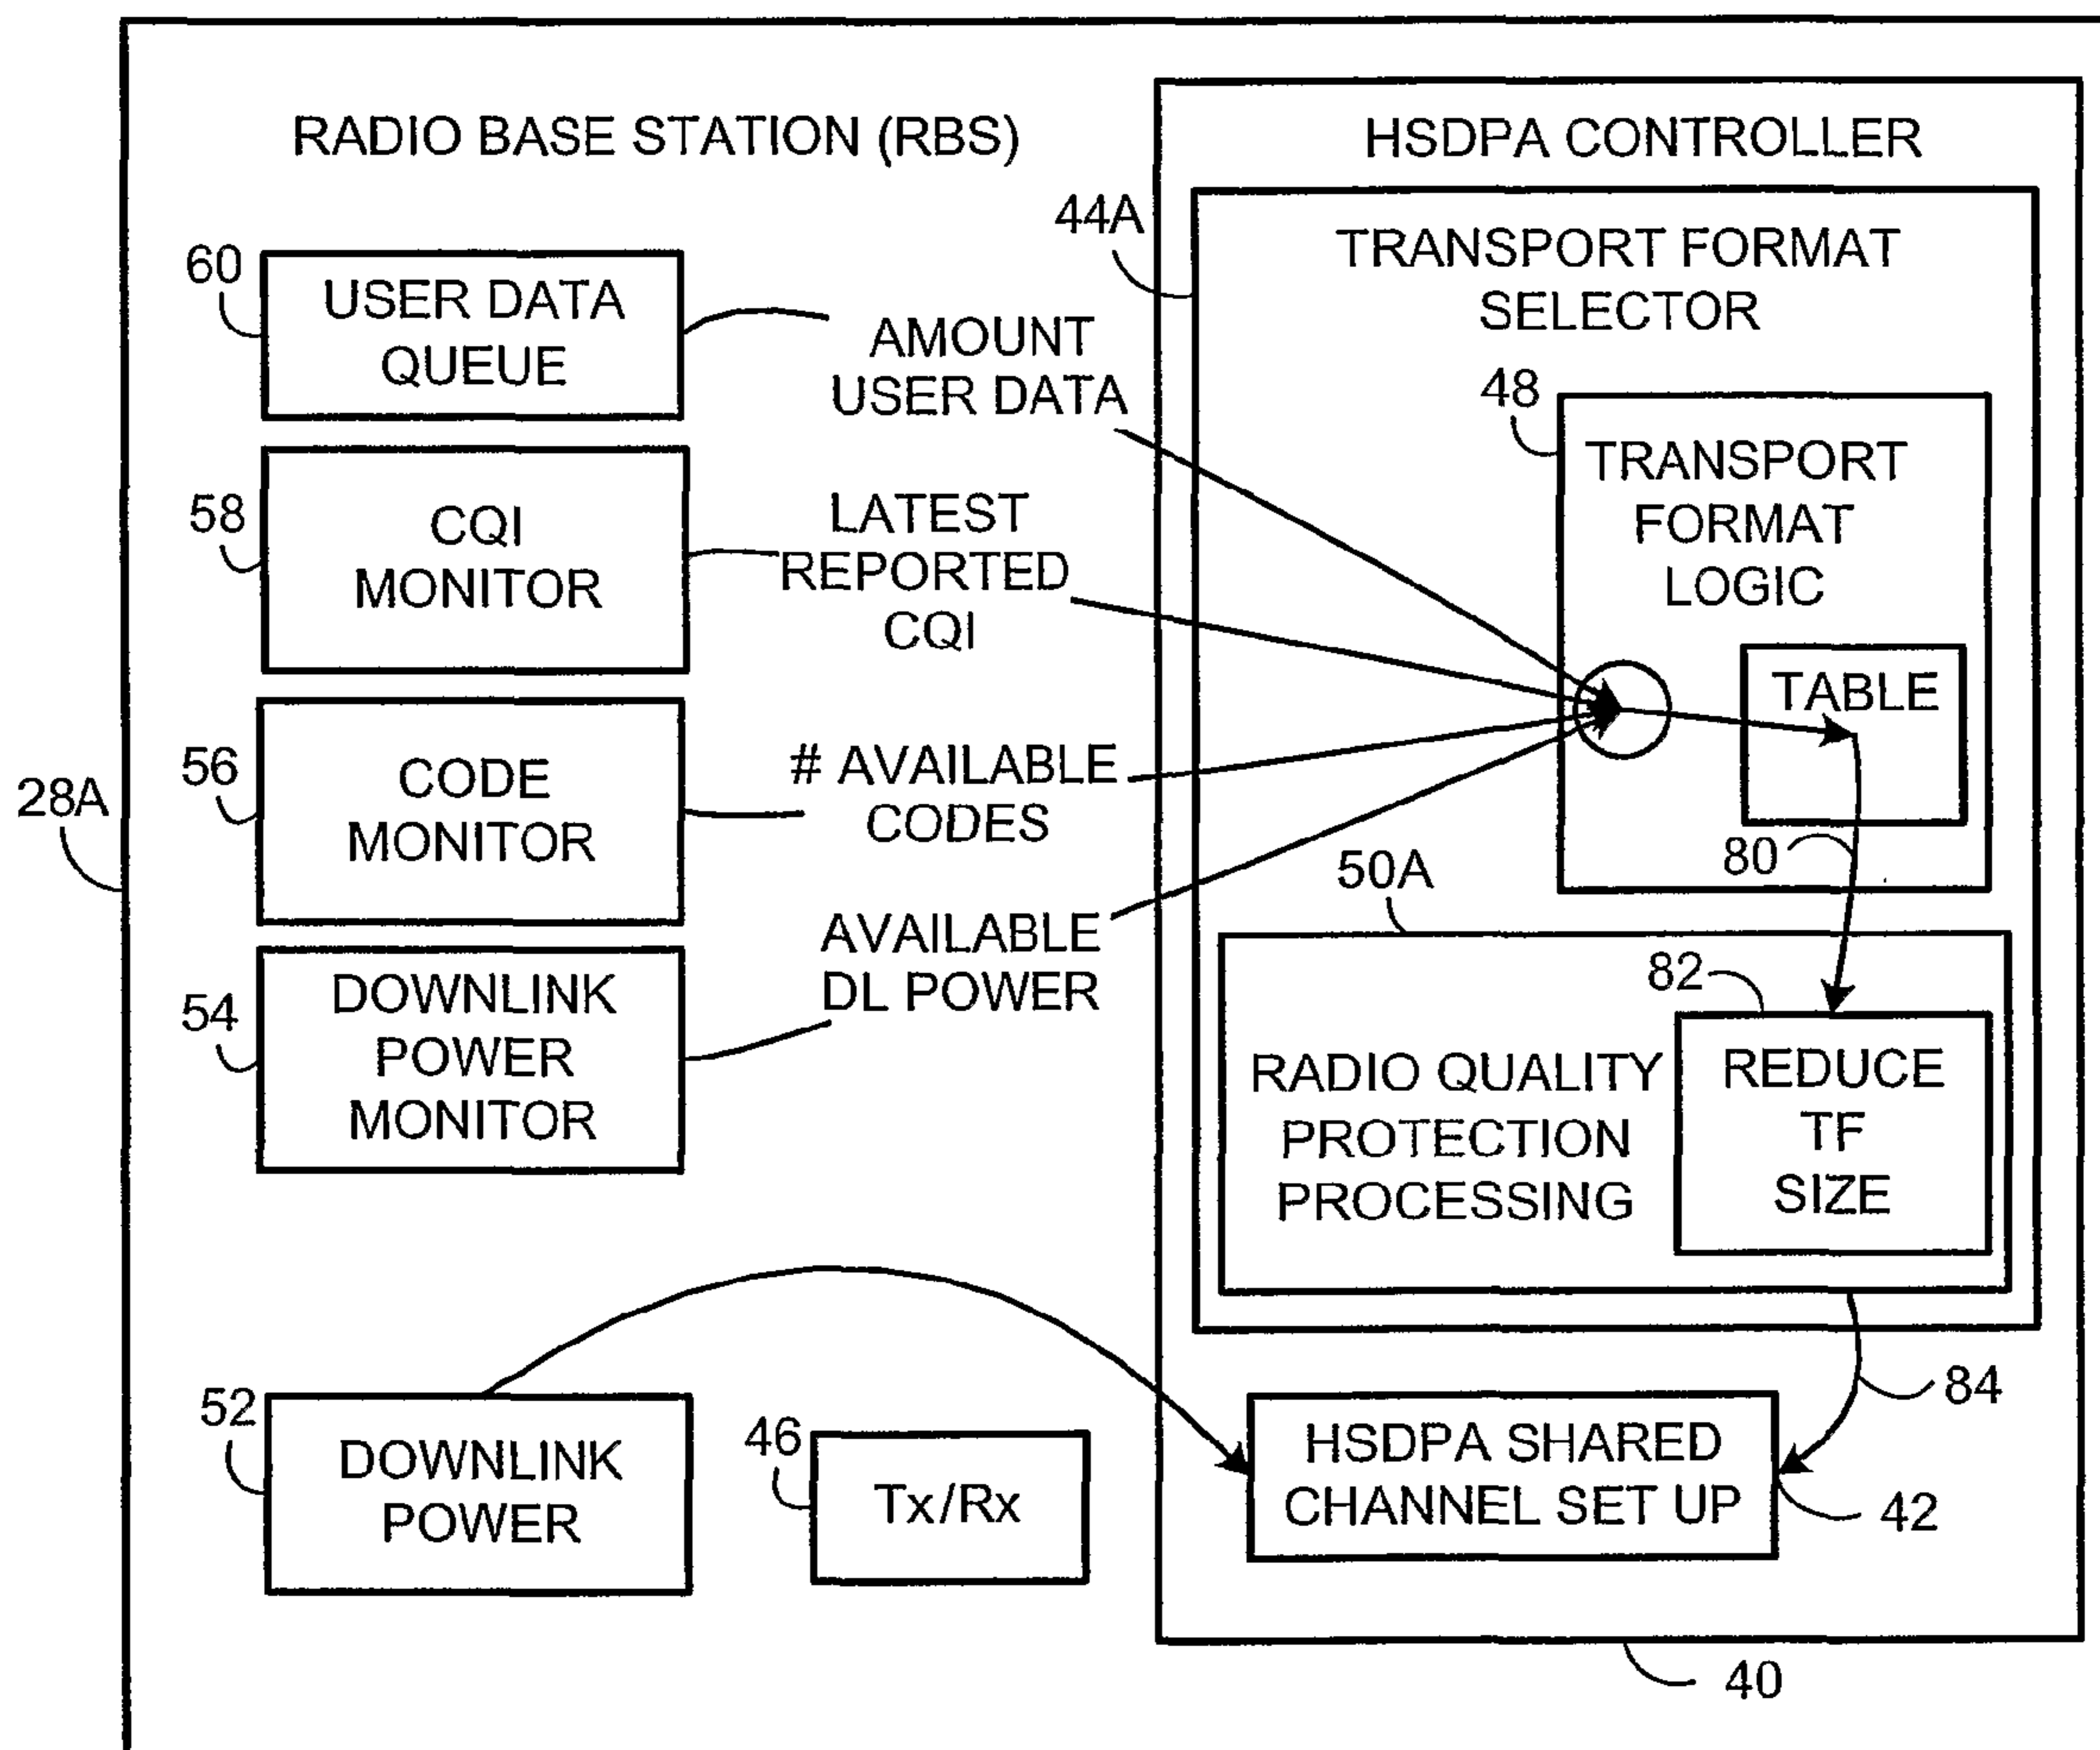 RADIO BASE STATION (RBS)
HSDPA CONTROLLER
44A
TRANSPORT FORMAT
SELECTOR
60
USER DATA
QUEUE
AMOUNT
USER DATA
48
TRANSPORT
FORMAT
LOGIC
58
CQI
MONITOR
LATEST
REPORTED
CQI
TABLE
56
CODE
MONITOR
# AVAILABLE
CODES
28A
80
50A
54
DOWNLINK
POWER
MONITOR
AVAILABLE
DL POWER
82
RADIO QUALITY
PROTECTION
PROCESSING
REDUCE
TF
SIZE
84
52
DOWNLINK
POWER
46
Tx/Rx
HSDPA SHARED
CHANNEL SET UP
42
40